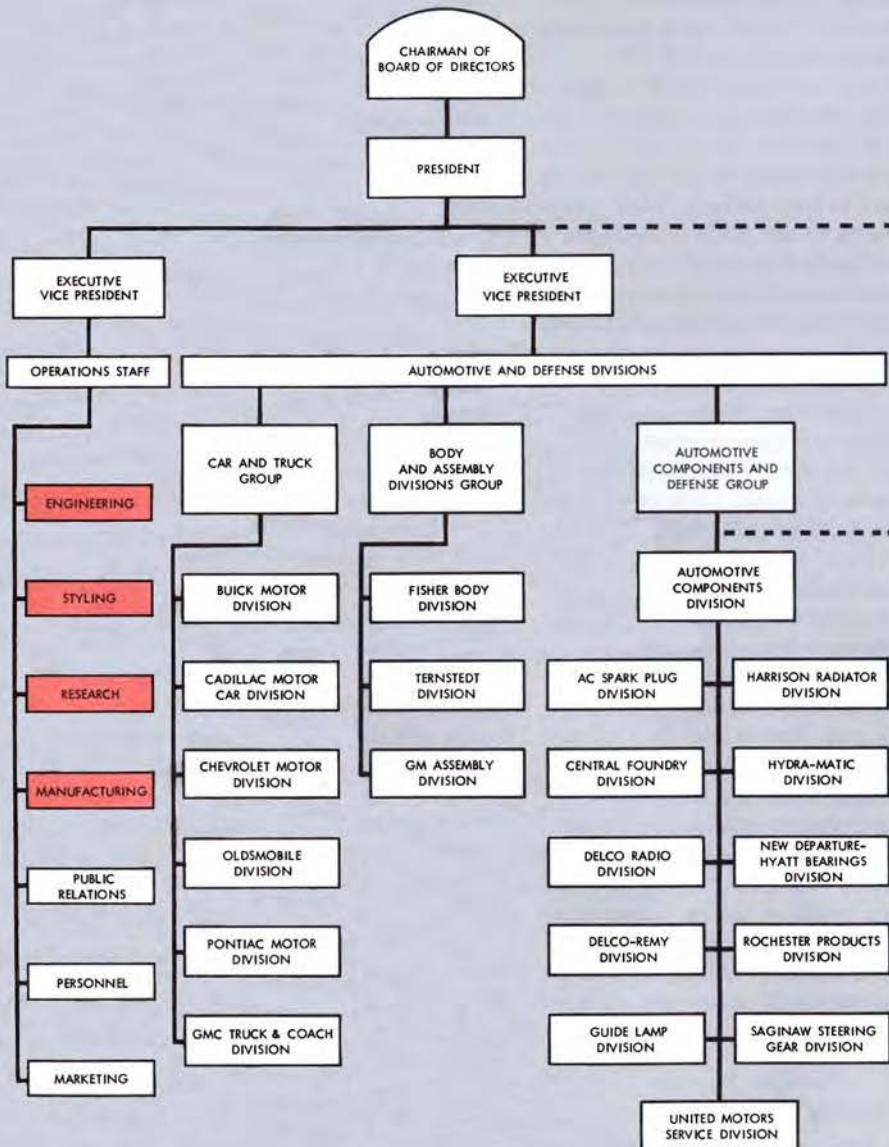 CHAIRMAN OF
BOARD OF DIRECTORS
PRESIDENT
EXECUTIVE
VICE PRESIDENT
EXECUTIVE
VICE PRESIDENT
OPERATIONS STAFF
AUTOMOTIVE AND DEFENSE DIVISIONS
ENGINEERING
STYLING
RESEARCH
MANUFACTURING
PUBLIC
RELATIONS
PERSONNEL
MARKETING
CAR AND TRUCK
GROUP
BUICK MOTOR
DIVISION
CADILLAC MOTOR
CAR DIVISION
CHEVROLET MOTOR
DIVISION
OLDSMOBILE
DIVISION
PONTIAC MOTOR
DIVISION
GMC TRUCK & COACH
DIVISION
BODY
AND ASSEMBLY
DIVISIONS GROUP
FISHER BODY
DIVISION
TERNSTEDT
DIVISION
GM ASSEMBLY
DIVISION
AUTOMOTIVE
COMPONENTS AND
DEFENSE GROUP
AUTOMOTIVE
COMPONENTS
DIVISION
AC SPARK PLUG
DIVISION
HARRISON RADIATOR
DIVISION
CENTRAL FOUNDRY
DIVISION
HYDRA-MATIC
DIVISION
DELCO RADIO
DIVISION
NEW DEPARTURE-
HYATT BEARINGS
DIVISION
DELCO-REMY
DIVISION
ROCHESTER PRODUCTS
DIVISION
GUIDE LAMP
DIVISION
SAGINAW STEERING
GEAR DIVISION
UNITED MOTORS
SERVICE DIVISION